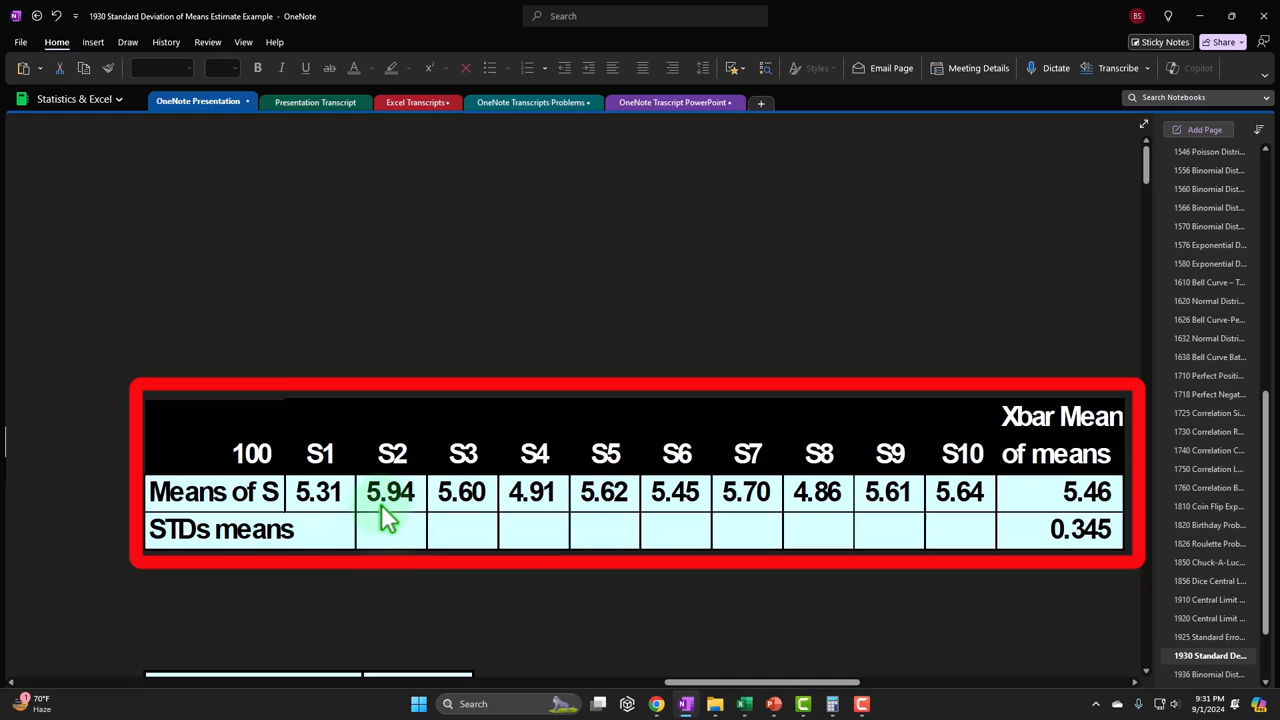 1930 Standard Deviation of Means Estimate Example - OneNote
Search
BS
File Home Insert Draw History Review View Help
Sticky Notes
Share
Email Page
Meeting Details
Styles
Dictate
Transcribe
Copilot
Statistics & Excel
OneNote Presentation
Presentation Transcript
Excel Transcripts
OneNote Transcripts Problems
OneNote Trascript PowerPoint
Search Notebooks
Add Page
1546 Poisson Distri...
1556 Binomial Dist...
1560 Binomial Dist...
1566 Binomial Dist...
1570 Binomial Dist...
1576 Exponential D...
1580 Exponential D...
1610 Bell Curve – T...
1620 Normal Distri...
1626 Bell Curve-Pe...
1632 Normal Distri...
1638 Bell Curve Bat...
1710 Perfect Positi...
1718 Perfect Negat...
1725 Correlation Si...
1730 Correlation R...
1740 Correlation C...
1750 Correlation L...
1760 Correlation B...
1810 Coin Flip Exp...
1820 Birthday Prob...
1826 Roulette Prob...
1850 Chuck-A-Luc...
1856 Dice Central L...
1910 Central Limit ...
1920 Central Limit ...
1925 Standard Erro...
1930 Standard De...
1936 Binomial Dist...
Xbar Mean
100 S1 S2 S3 S4 S5 S6 S7 S8 S9 S10 of means
Means of S 5.31 5.94 5.60 4.91 5.62 5.45 5.70 4.86 5.61 5.64 5.46
STDs means 0.345
1
70°F
Haze
Search
9:31 PM
9/1/2024